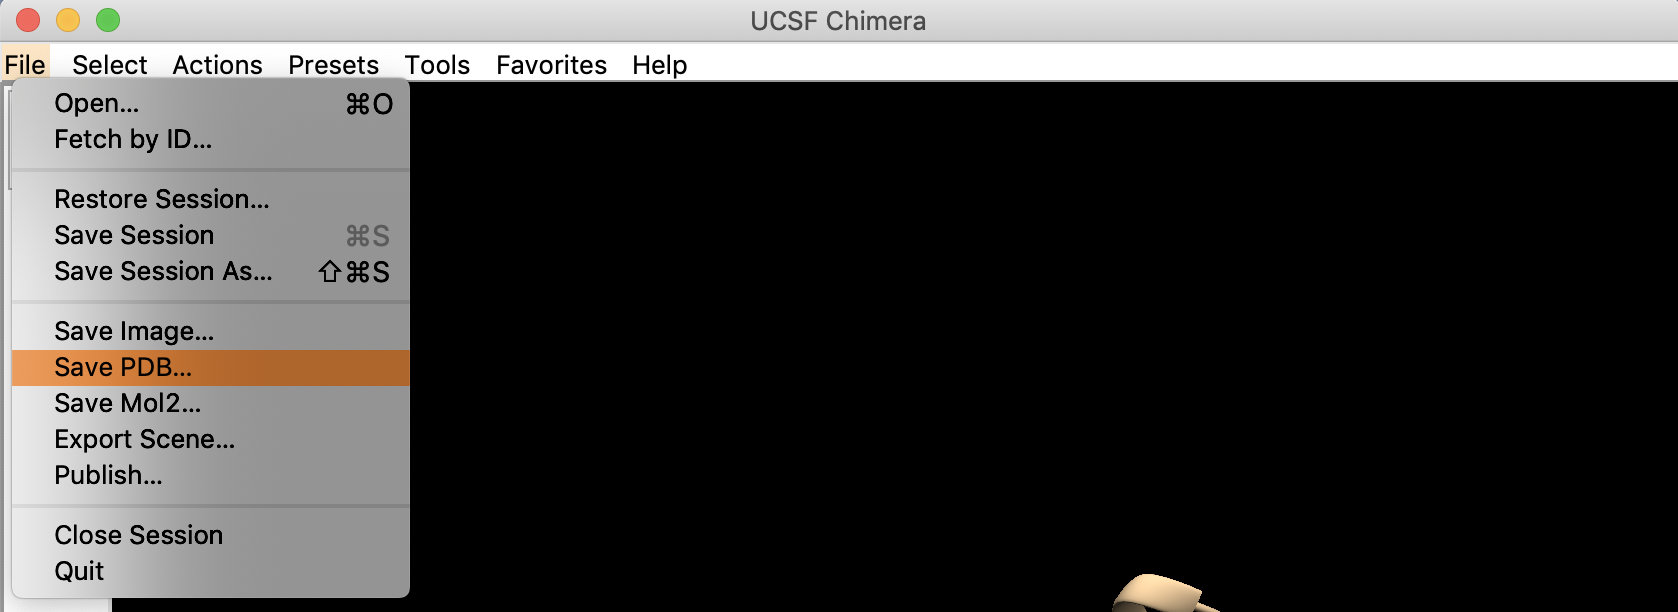 UCSF Chimera
File Select Actions Presets Tools Favorites Help
Open... ⌘O
Fetch by ID...
Restore Session...
Save Session ⌘S
Save Session As... ⇧⌘S
Save Image...
Save PDB...
Save Mol2...
Export Scene...
Publish...
Close Session
Quit